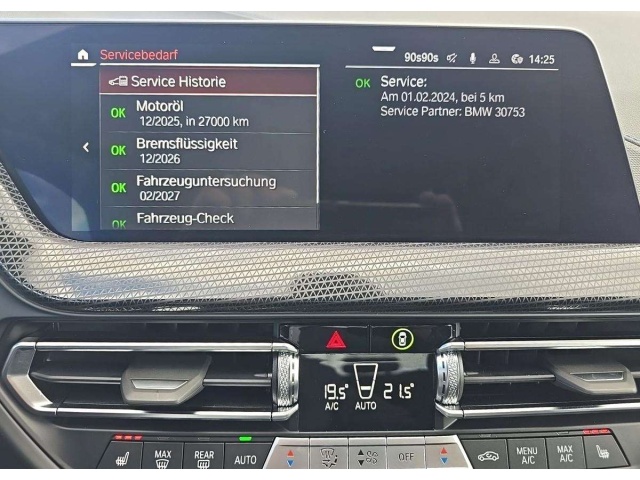 Servicebedarf
90s90s 14:25
Service Historie
OK Motoröl
12/2025, in 27000 km
OK Bremsflüssigkeit
12/2026
OK Fahrzeuguntersuchung
02/2027
OK Fahrzeug-Check
OK Service:
Am 01.02.2024, bei 5 km
Service Partner: BMW 30753
19.5° 21.5°
A/C AUTO
MAX
REAR
AUTO
OFF
MENU
A/C
MAX
A/C